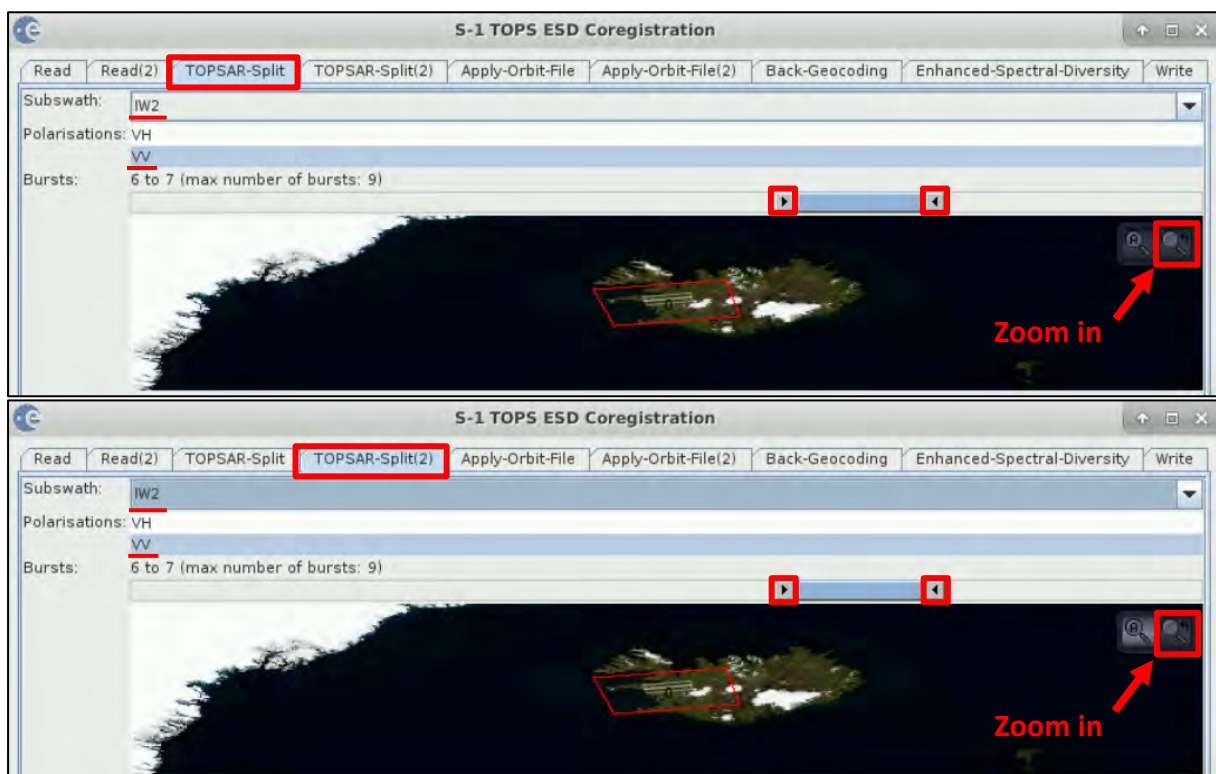 S-1 TOPS ESD Coregistration
Read Read(2) TOPSAR-Split TOPSAR-Split(2) Apply-Orbit-File Apply-Orbit-File(2) Back-Geocoding Enhanced-Spectral-Diversity Write
Subswath: IW2
Polarisations: VH
VV
Bursts: 6 to 7 (max number of bursts: 9)
0
Zoom in
S-1 TOPS ESD Coregistration
Read Read(2) TOPSAR-Split TOPSAR-Split(2) Apply-Orbit-File Apply-Orbit-File(2) Back-Geocoding Enhanced-Spectral-Diversity Write
Subswath: IW2
Polarisations: VH
VV
Bursts: 6 to 7 (max number of bursts: 9)
0
Zoom in